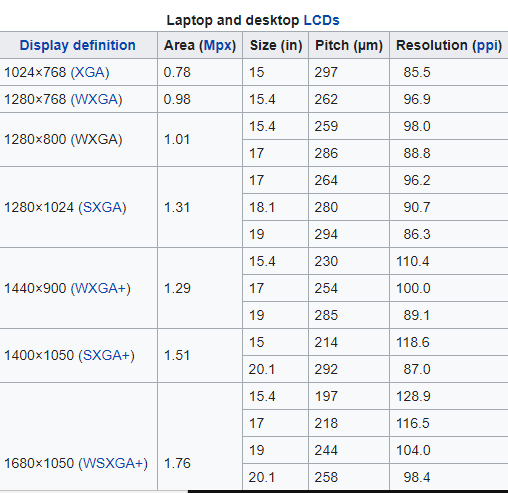 Laptop and desktop LCDs
Display definition Area (Mpx) Size (in) Pitch (μm) Resolution (ppi)
1024×768 (XGA) 0.78 15 297 85.5
1280×768 (WXGA) 0.98 15.4 262 96.9
1280×800 (WXGA) 1.01 15.4 259 98.0
17 286 88.8
1280×1024 (SXGA) 1.31 17 264 96.2
18.1 280 90.7
19 294 86.3
1440×900 (WXGA+) 1.29 15.4 230 110.4
17 254 100.0
19 285 89.1
1400×1050 (SXGA+) 1.51 15 214 118.6
20.1 292 87.0
1680×1050 (WSXGA+) 1.76 15.4 197 128.9
17 218 116.5
19 244 104.0
20.1 258 98.4